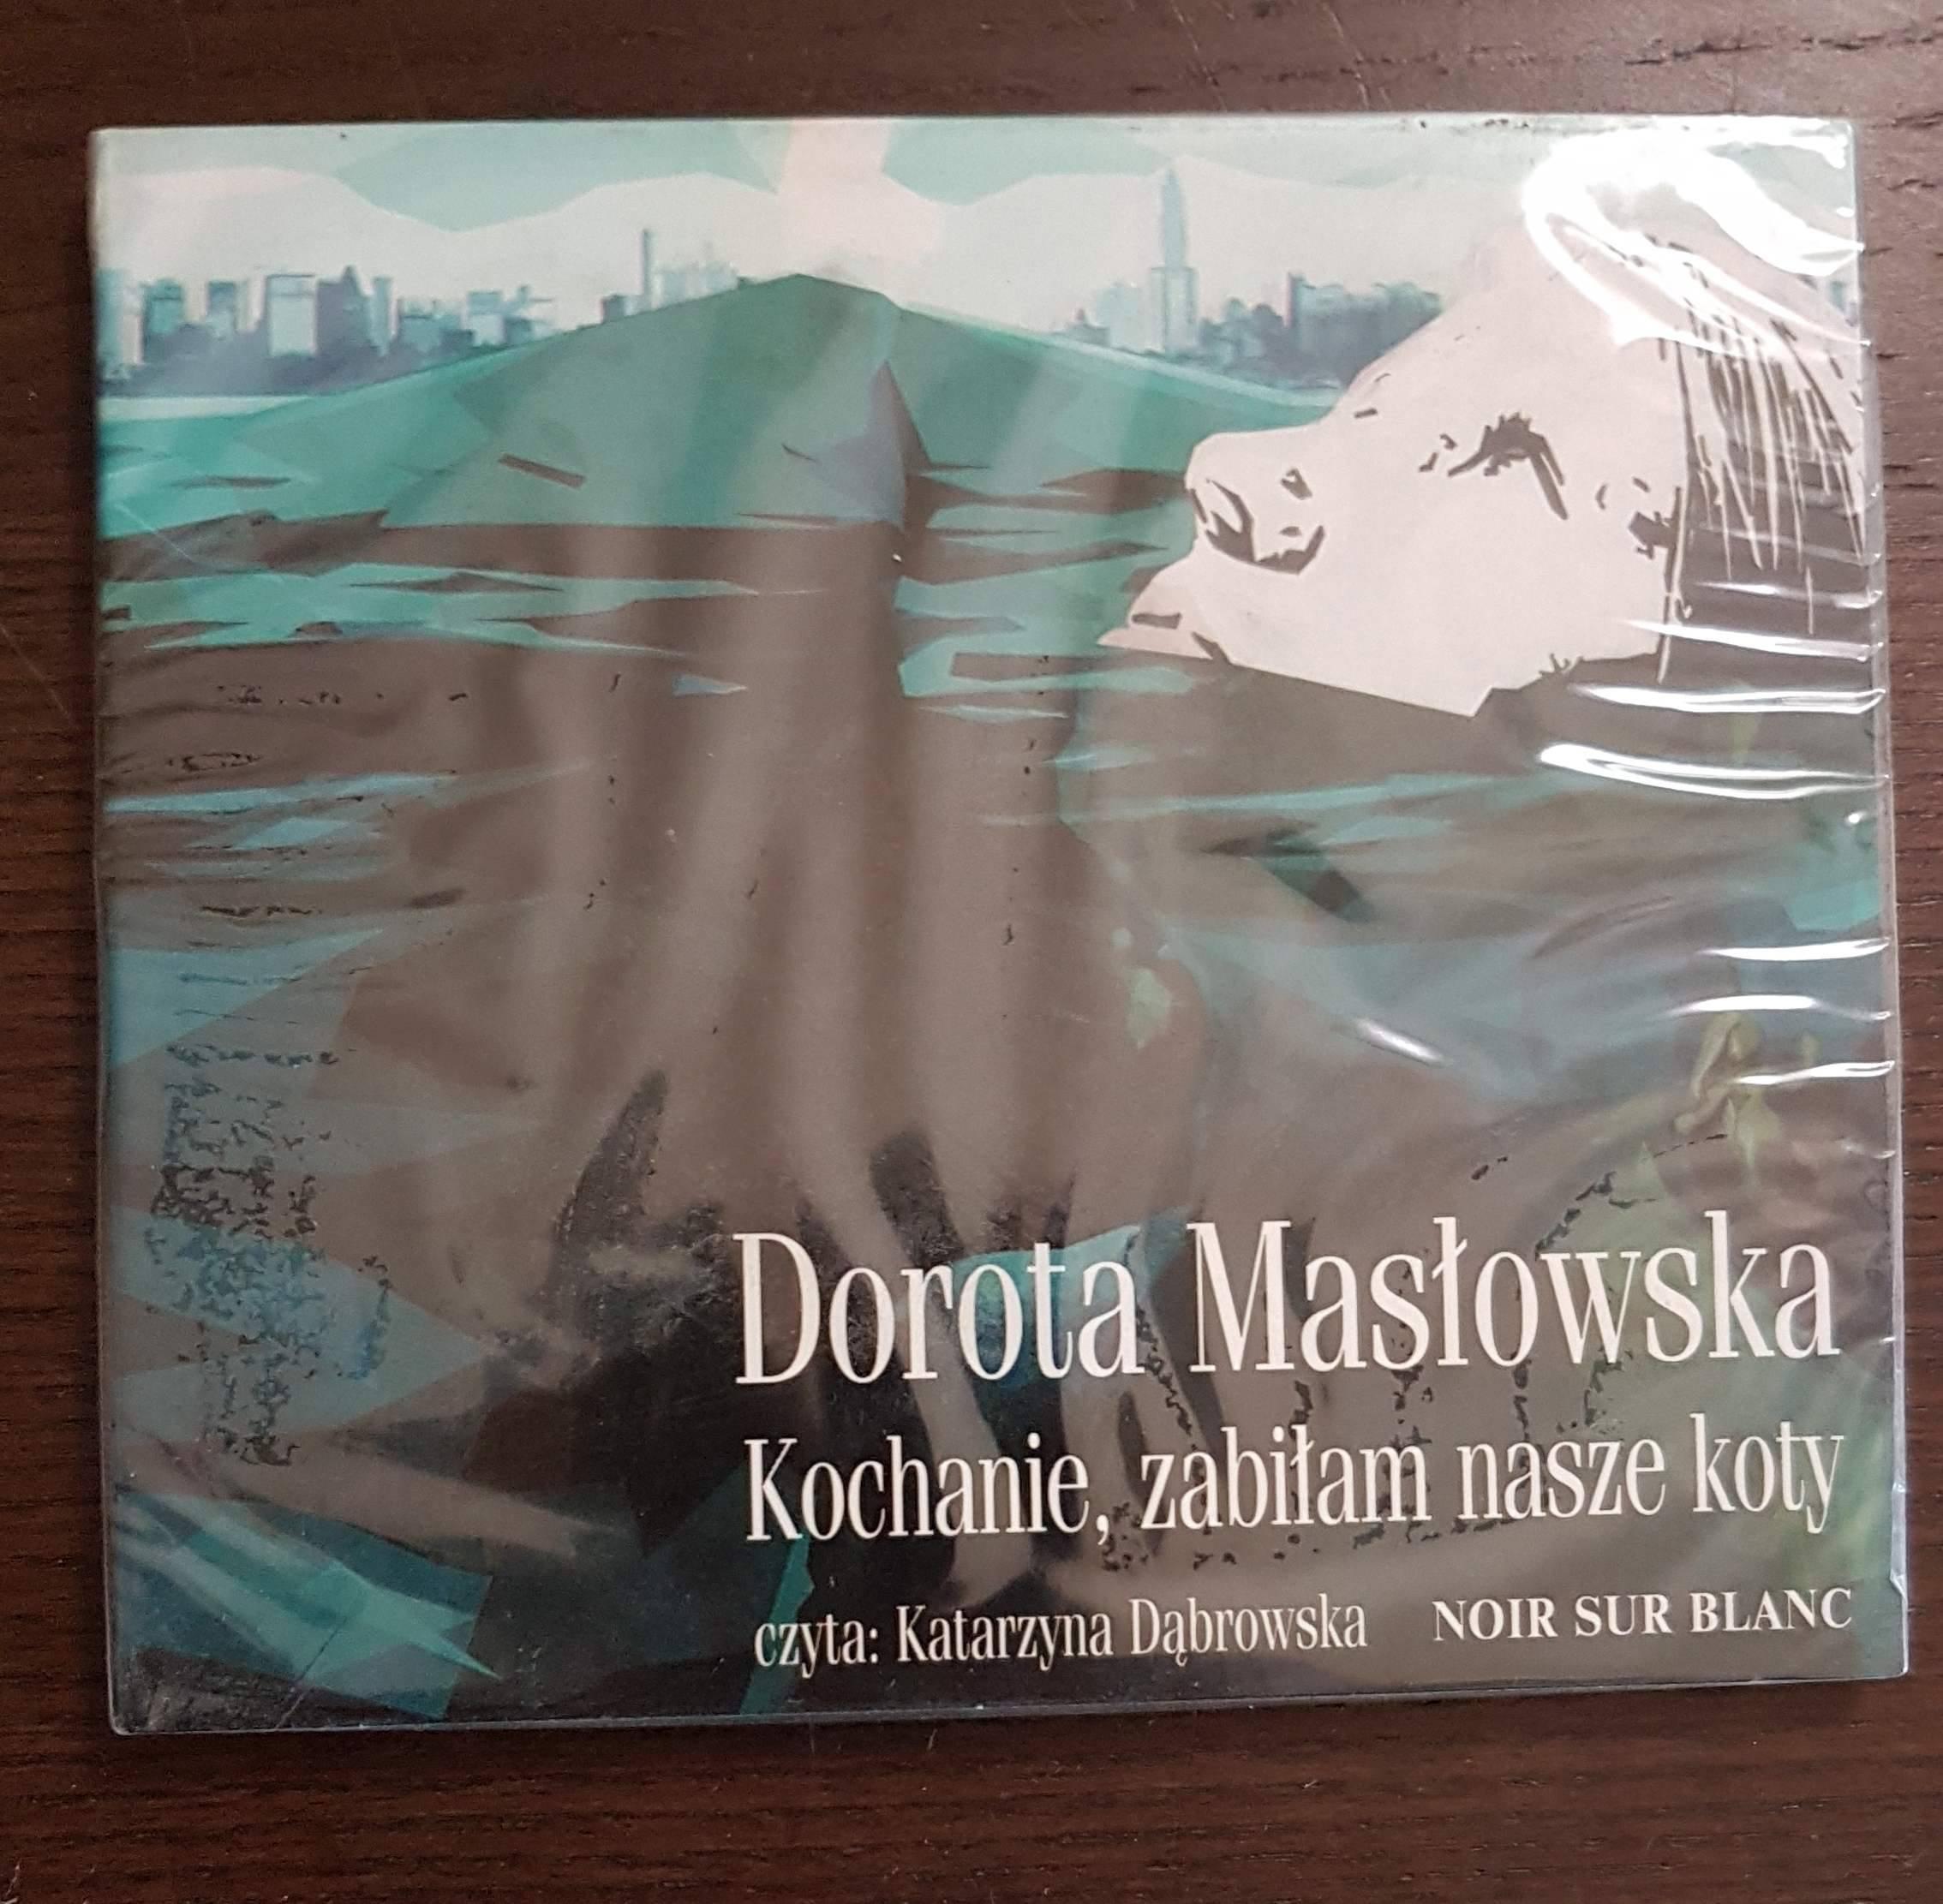 Dorota Masłowska
Kochanie, zabiłam nasze koty
czyta: Katarzyna Dąbrowska NOIR SUR BLANC